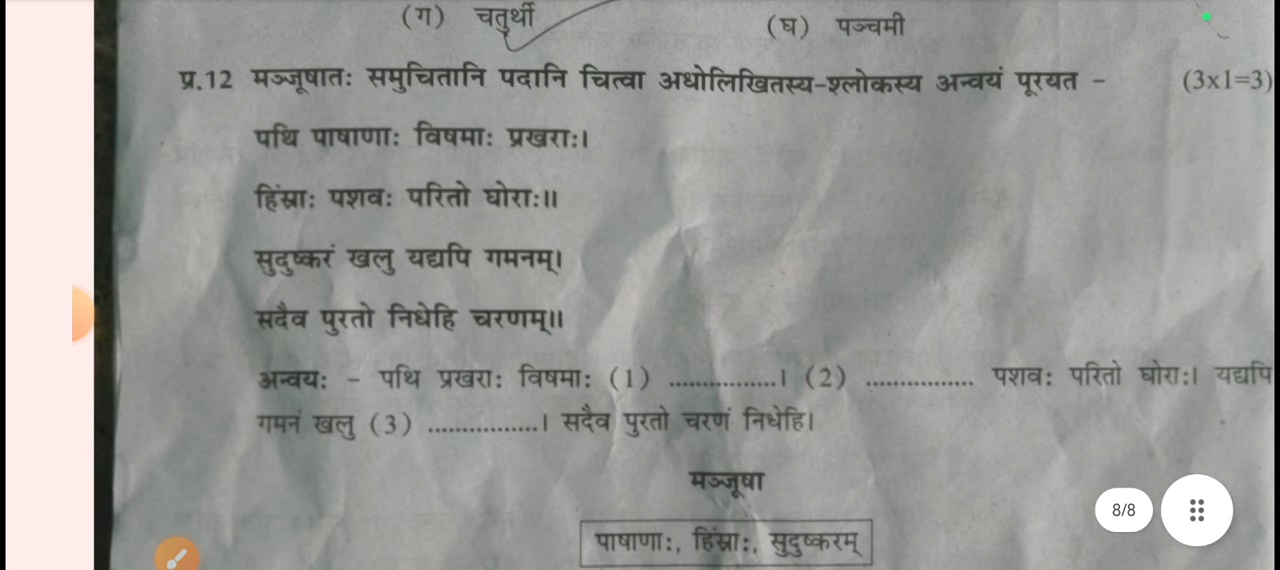 (ग) चतुर्थी (घ) पञ्चमी
प्र.12 मञ्जूषातः समुचितानि पदानि चित्वा अधोलिखितस्य-श्लोकस्य अन्वयं पूरयत - (3x1=3)
पथि पाषाणाः विषमाः प्रखराः।
हिंस्राः पशवः परितो घोराः॥
सुदुष्करं खलु यद्यपि गमनम्।
सदैव पुरतो निधेहि चरणम्॥
अन्वयः - पथि प्रखराः विषमाः (1) ................। (2) ................ पशवः परितो घोराः। यद्यपि
गमनं खलु (3) ................। सदैव पुरतो चरणं निधेहि।
मञ्जूषा
8/8
पाषाणाः, हिंस्राः, सुदुष्करम्